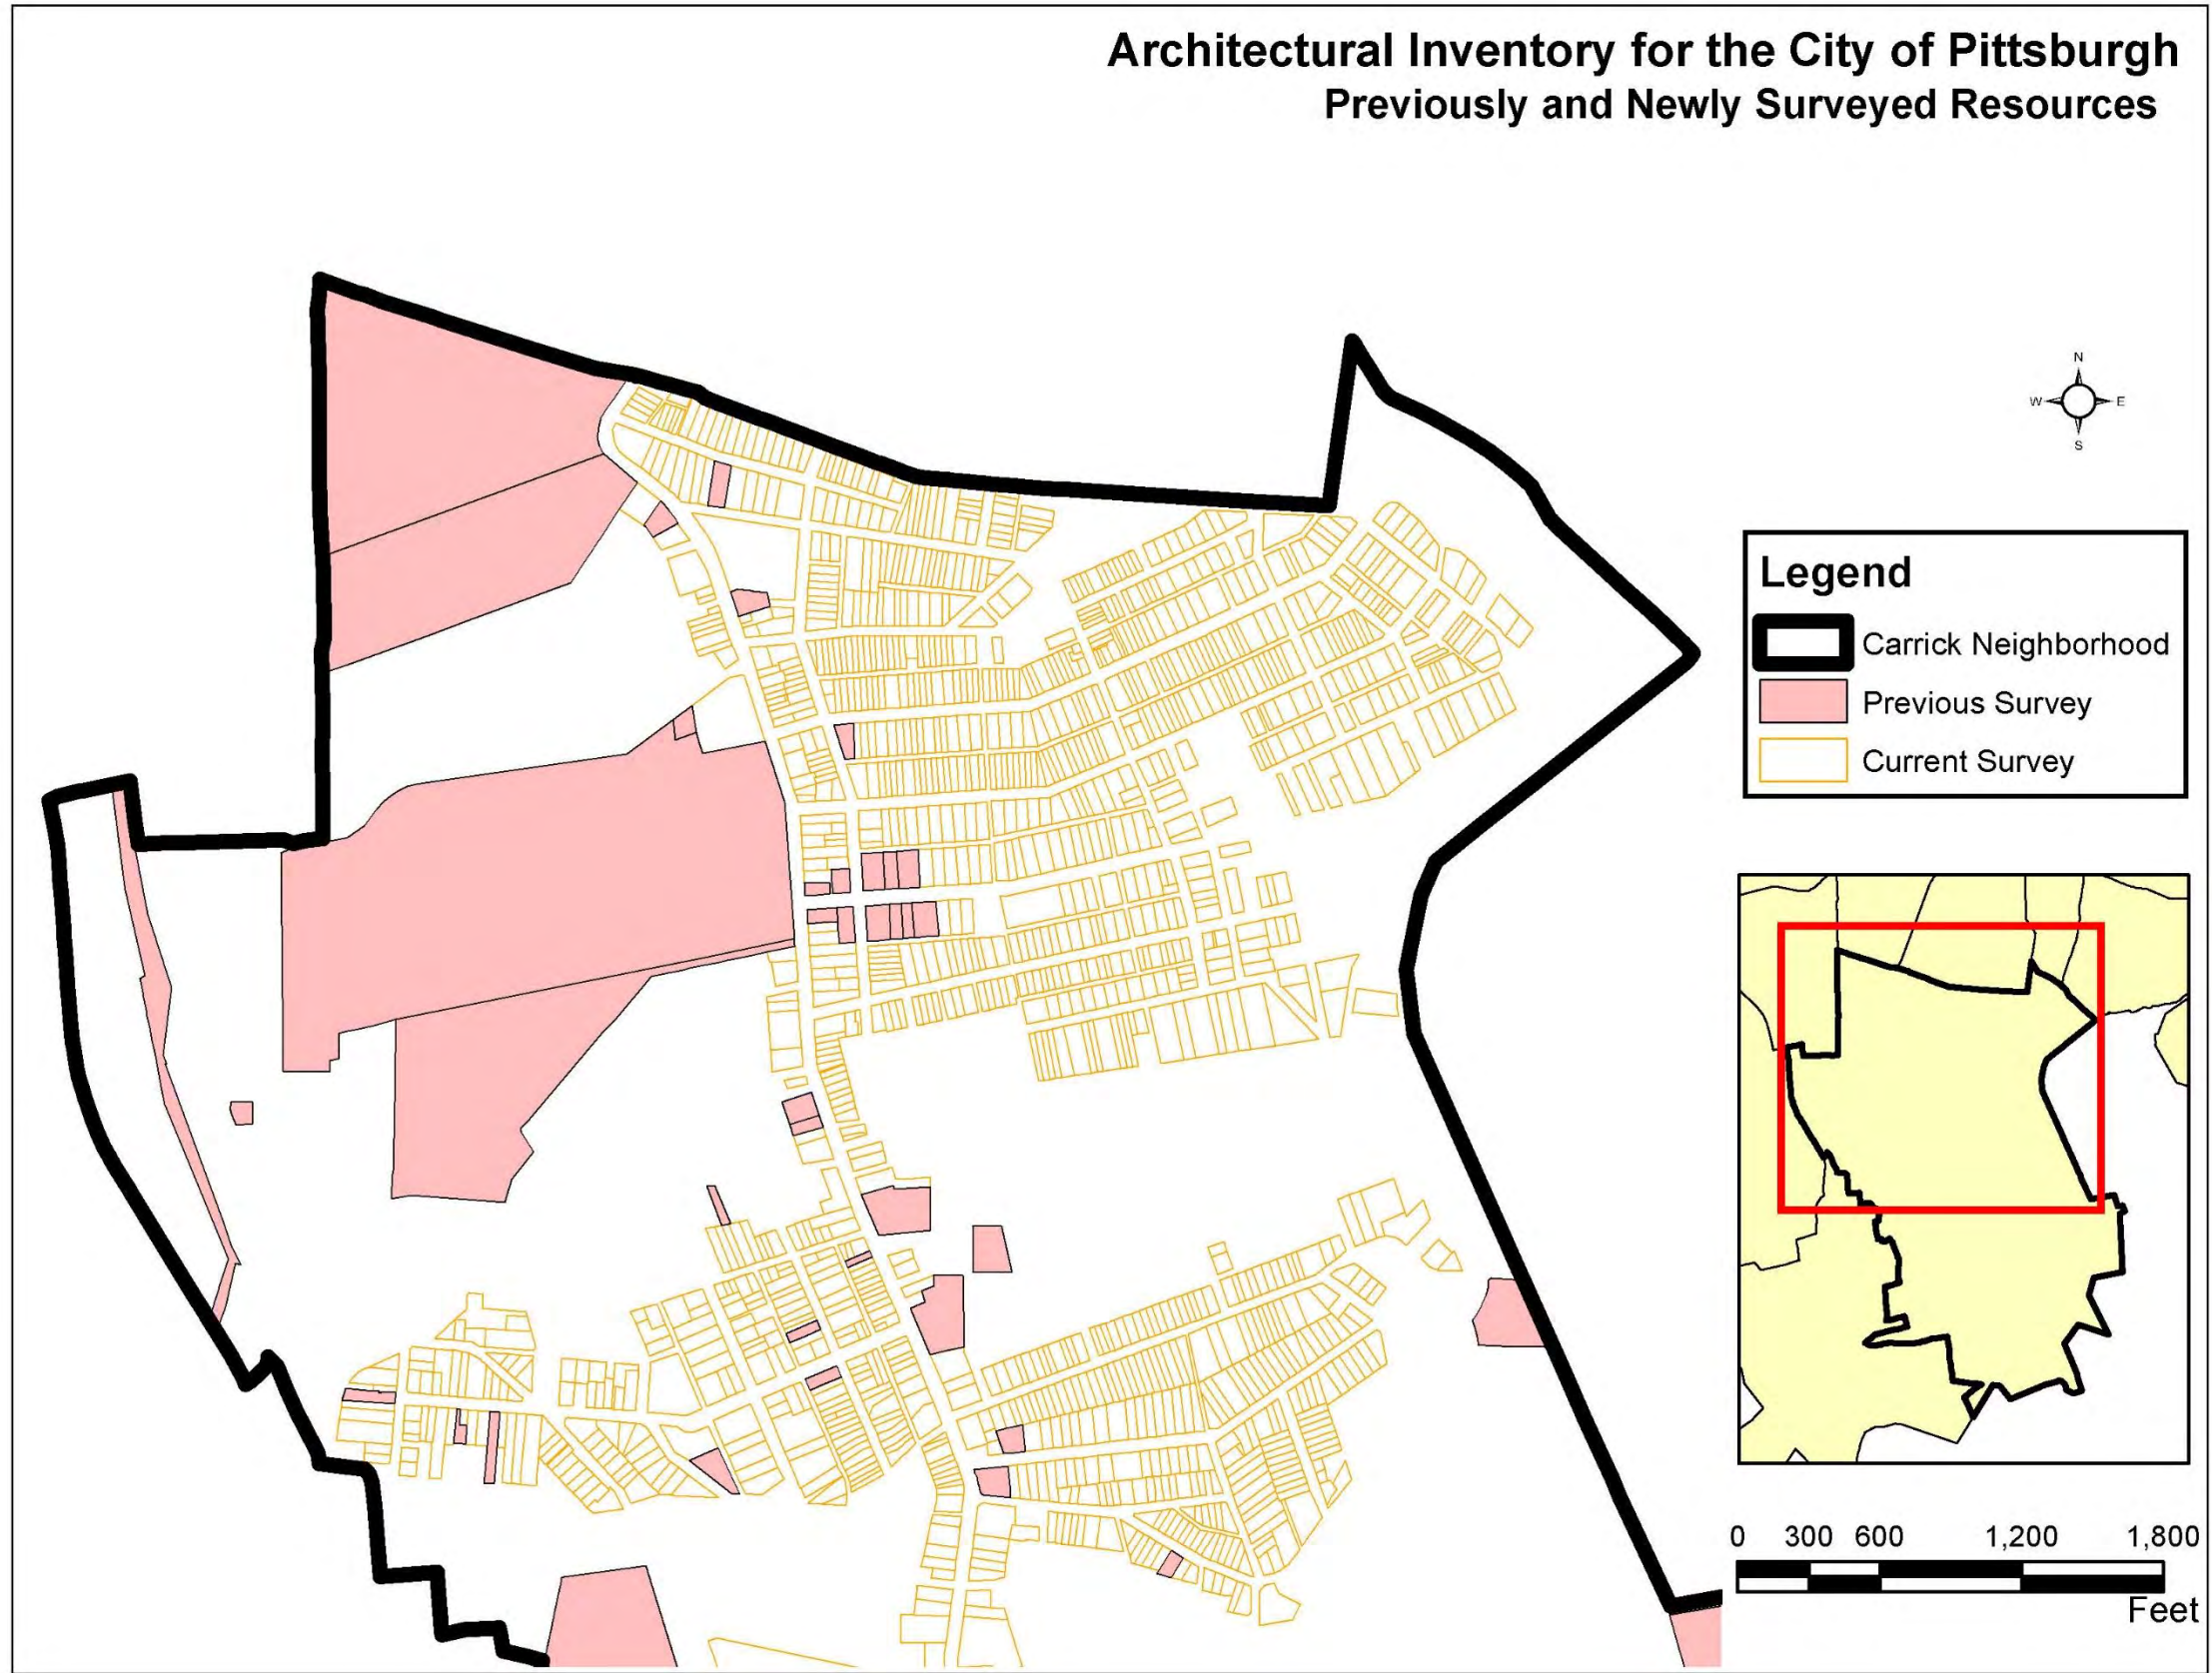 Architectural Inventory for the City of Pittsburgh
Previously and Newly Surveyed Resources
N
W E
S
Legend
Carrick Neighborhood
Previous Survey
Current Survey
0 300 600 1,200 1,800
Feet